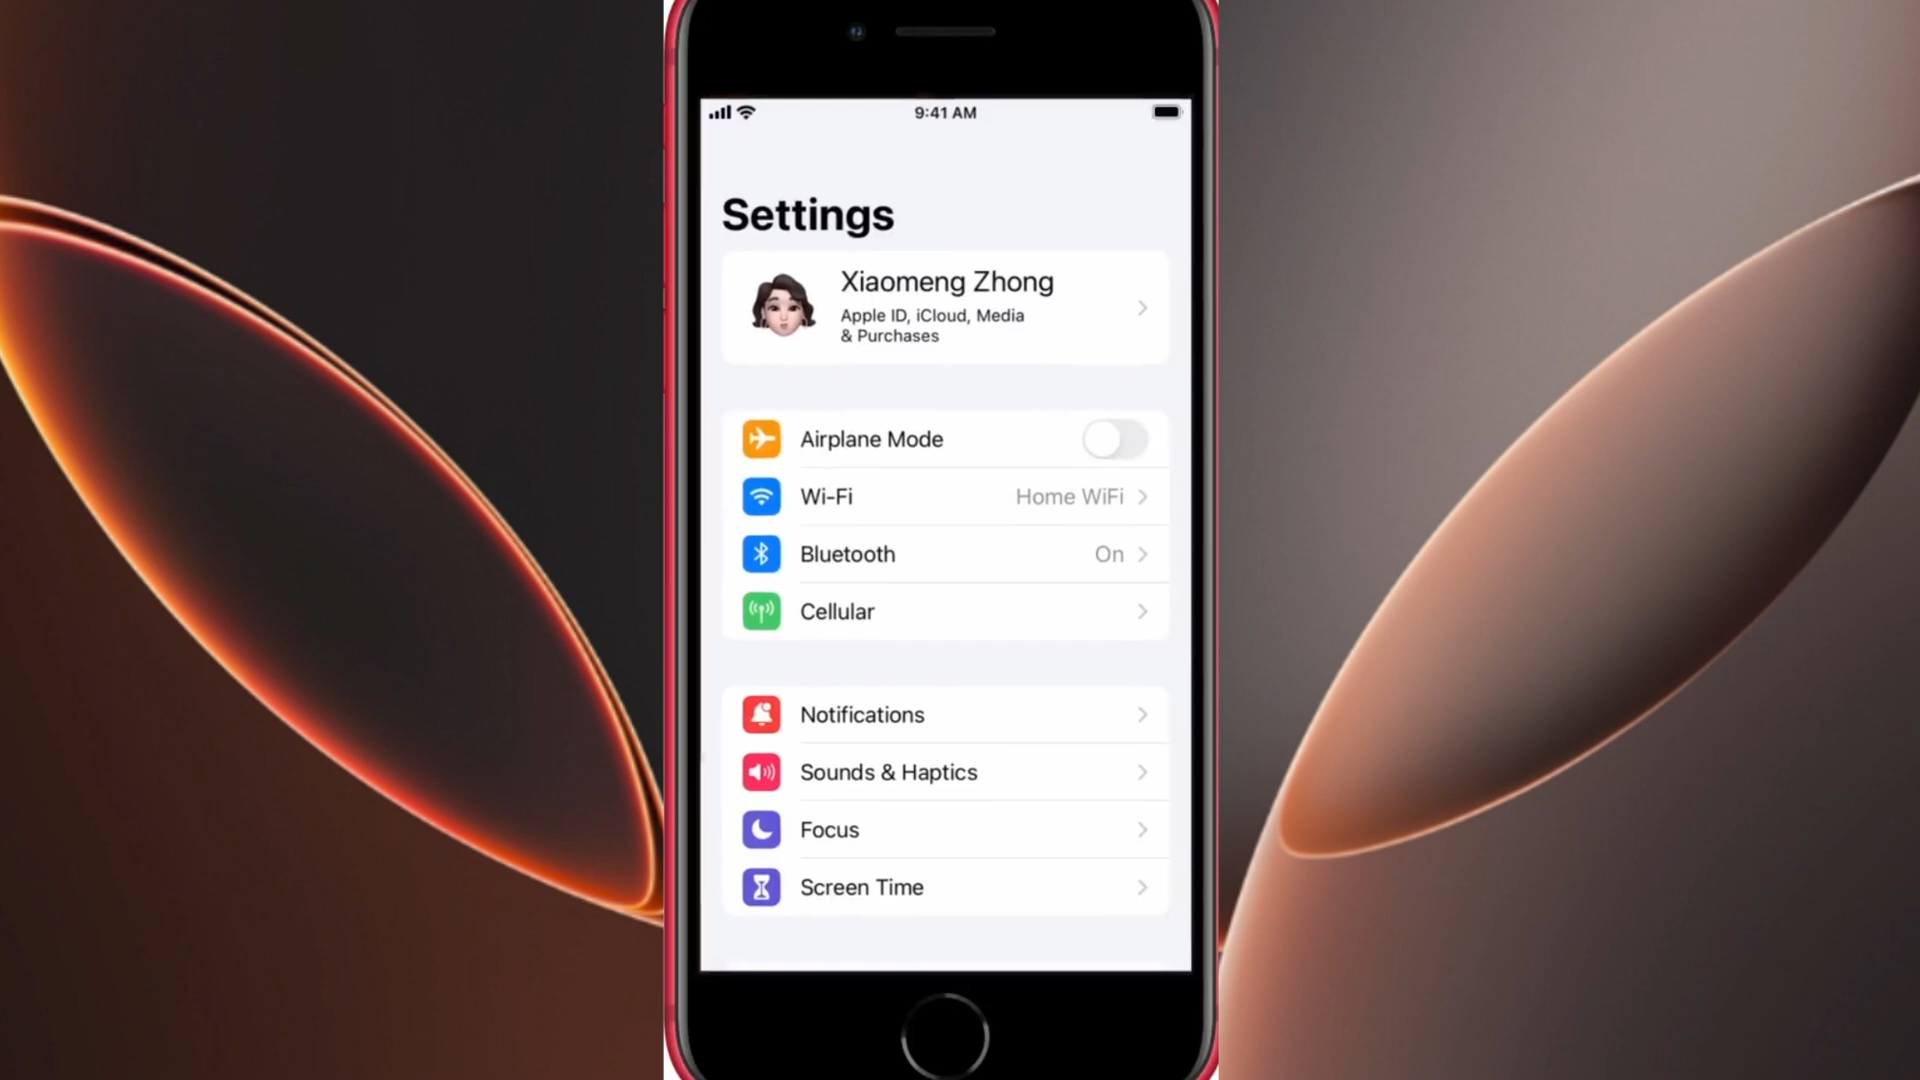 9:41 AM
Settings
Xiaomeng Zhong
Apple ID, iCloud, Media
& Purchases
Airplane Mode
Wi-Fi Home WiFi
Bluetooth On
Cellular
Notifications
Sounds & Haptics
Focus
Screen Time